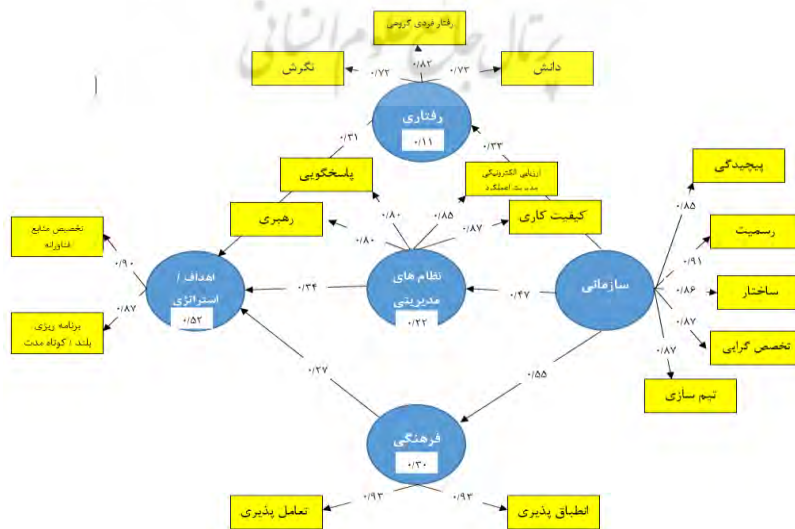 پرتال جامع علوم انسانی
رفتار فردی گروهی
نگرش
دانش
۰/۷۲
۰/۸۲
۰/۷۳
رفتاری
۰/۱۱
۰/۳۱
۰/۳۳
پاسخگویی
ارزیابی الکترونیکی
مدیریت عملکرد
پیچیدگی
رهبری
کیفیت کاری
رسمیت
۰/۸۰
۰/۸۵
۰/۸۰
۰/۸۷
۰/۸۵
تخصیص منابع
فناورانه
۰/۹۰
اهداف /
استراتژی
۰/۵۲
۰/۳۴
نظام های
مدیریتی
۰/۲۲
۰/۴۷
سازمانی
۰/۹۱
۰/۸۶
ساختار
برنامه ریزی
بلند / کوتاه مدت
۰/۸۷
۰/۸۷
تخصص گرایی
۰/۸۷
تیم سازی
۰/۲۷
۰/۵۵
فرهنگی
۰/۳۰
۰/۹۳
۰/۹۳
تعامل پذیری
انطباق پذیری